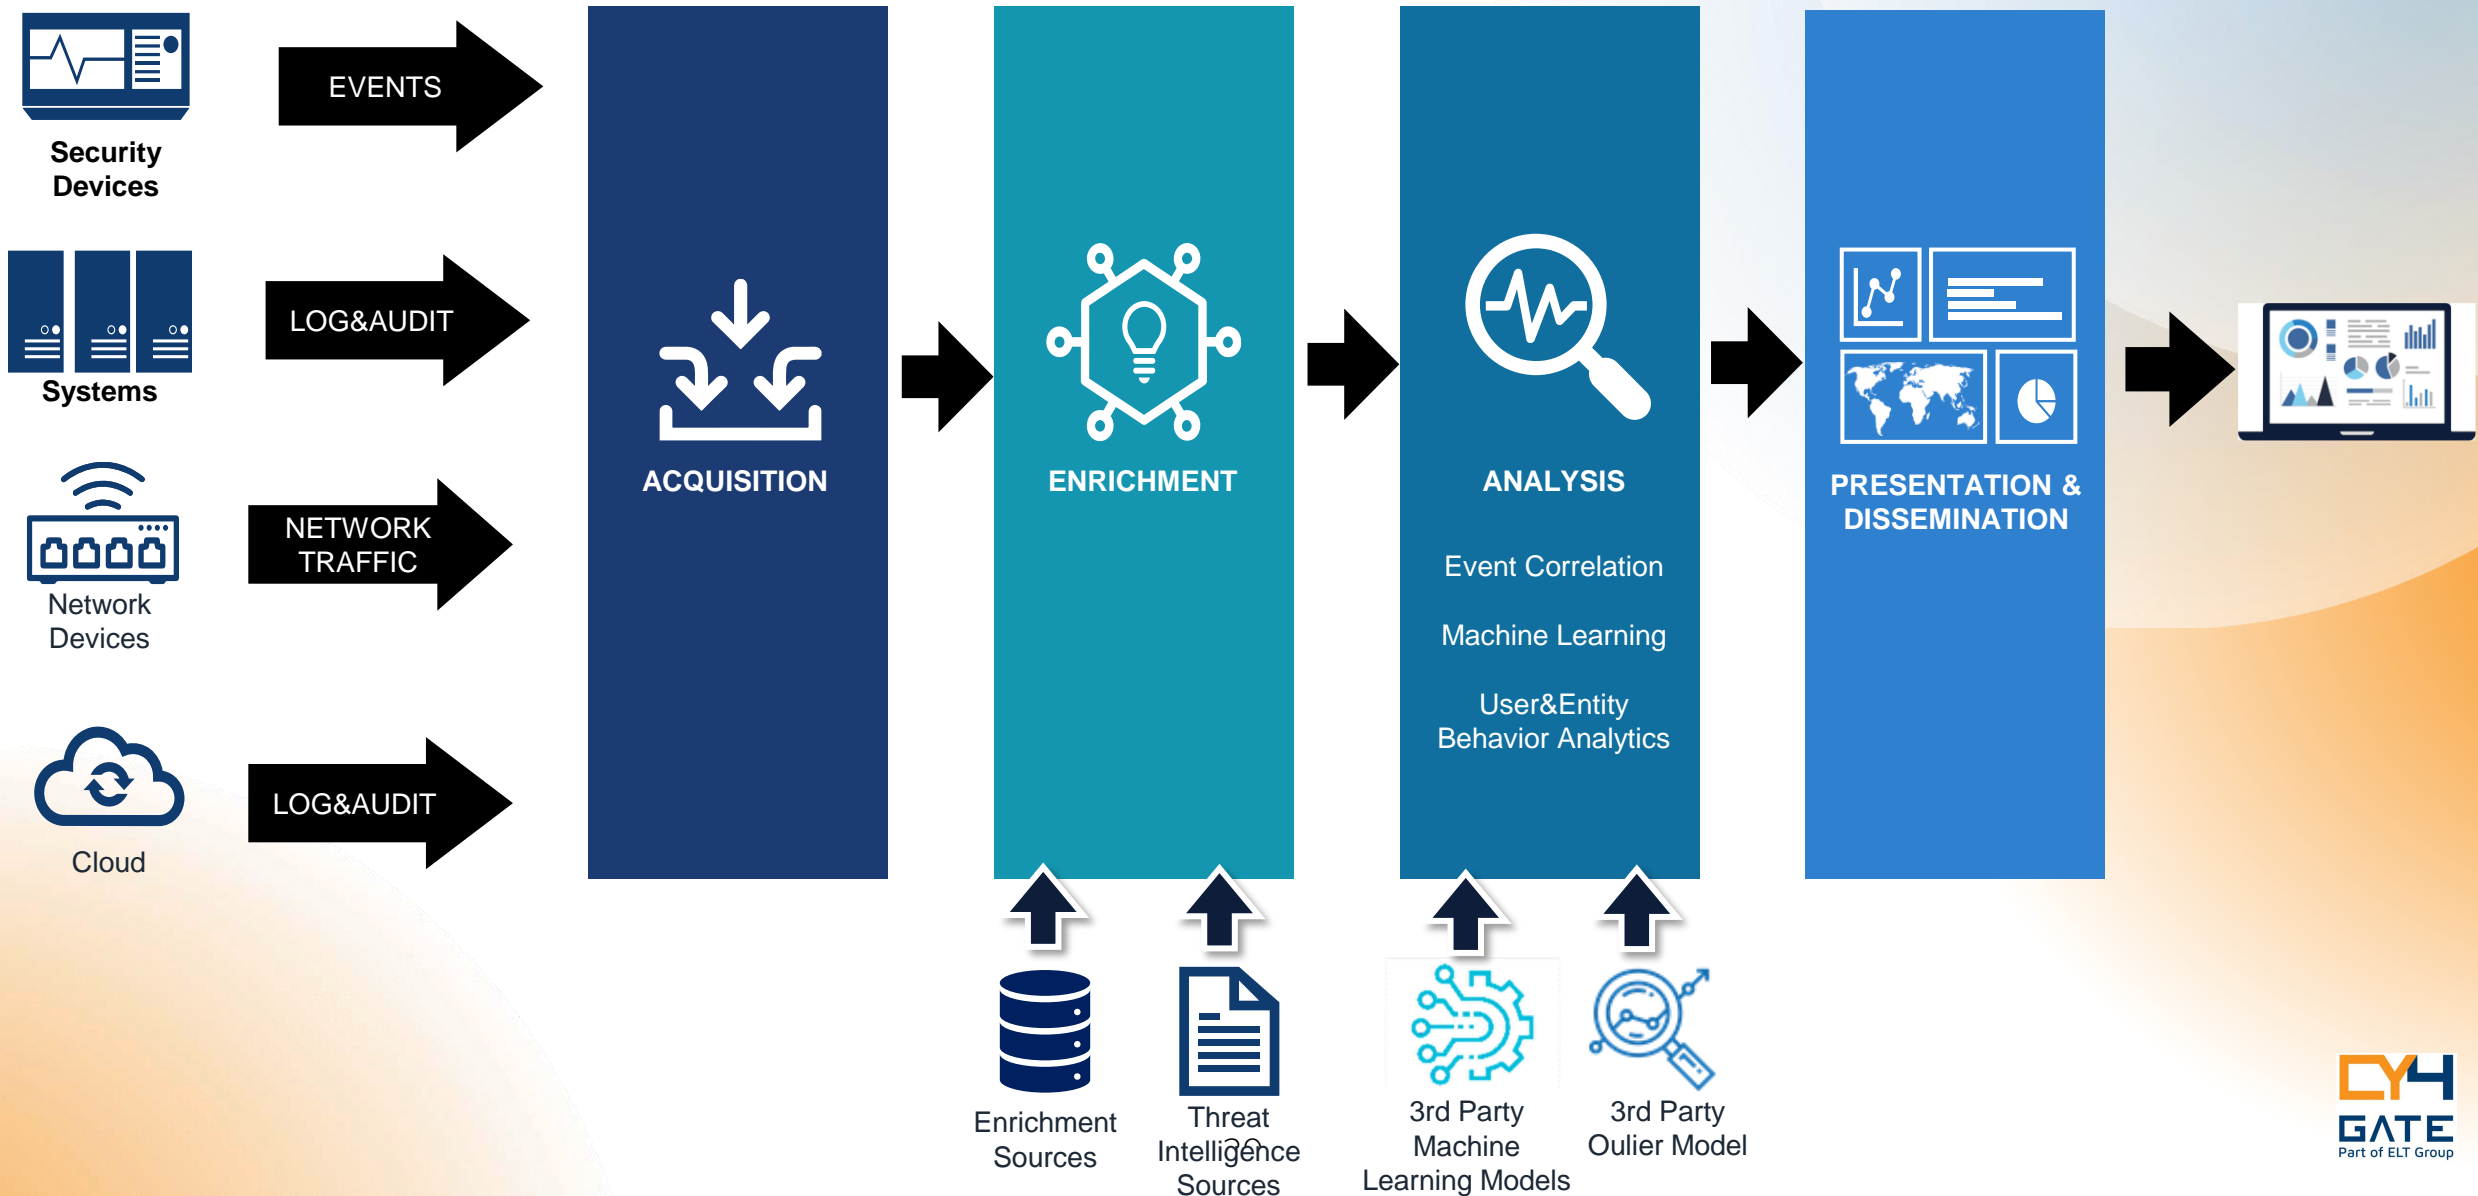 EVENTS
Security
Devices
LOG&AUDIT
Systems
NETWORK
TRAFFIC
Network
Devices
LOG&AUDIT
Cloud
ACQUISITION
ENRICHMENT
ANALYSIS
Event Correlation
Machine Learning
User&Entity
Behavior Analytics
PRESENTATION &
DISSEMINATION
Enrichment
Sources
Threat
Intelligence
Sources
3rd Party
Machine
Learning Models
3rd Party
Oulier Model
CY4
GATE
Part of ELT Group